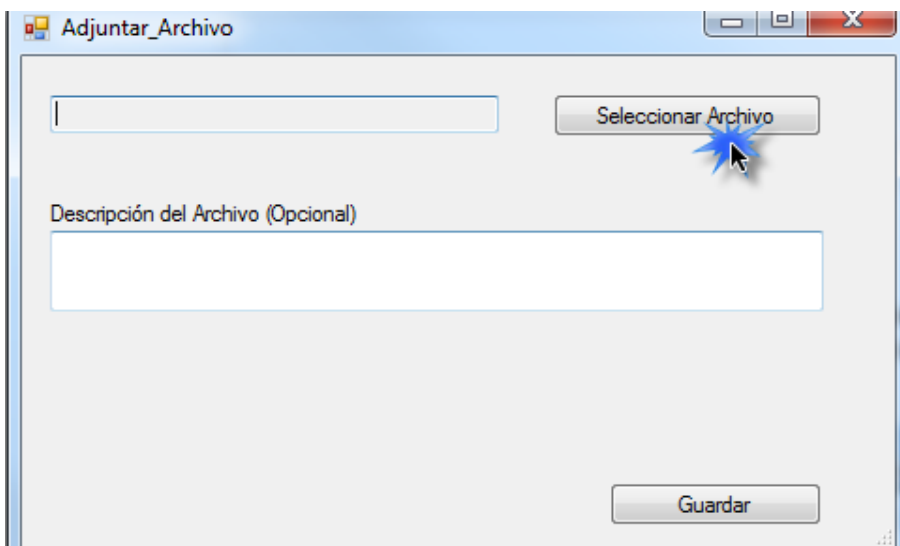 Adjuntar_Archivo
Seleccionar Archivo
Descripción del Archivo (Opcional)
Guardar